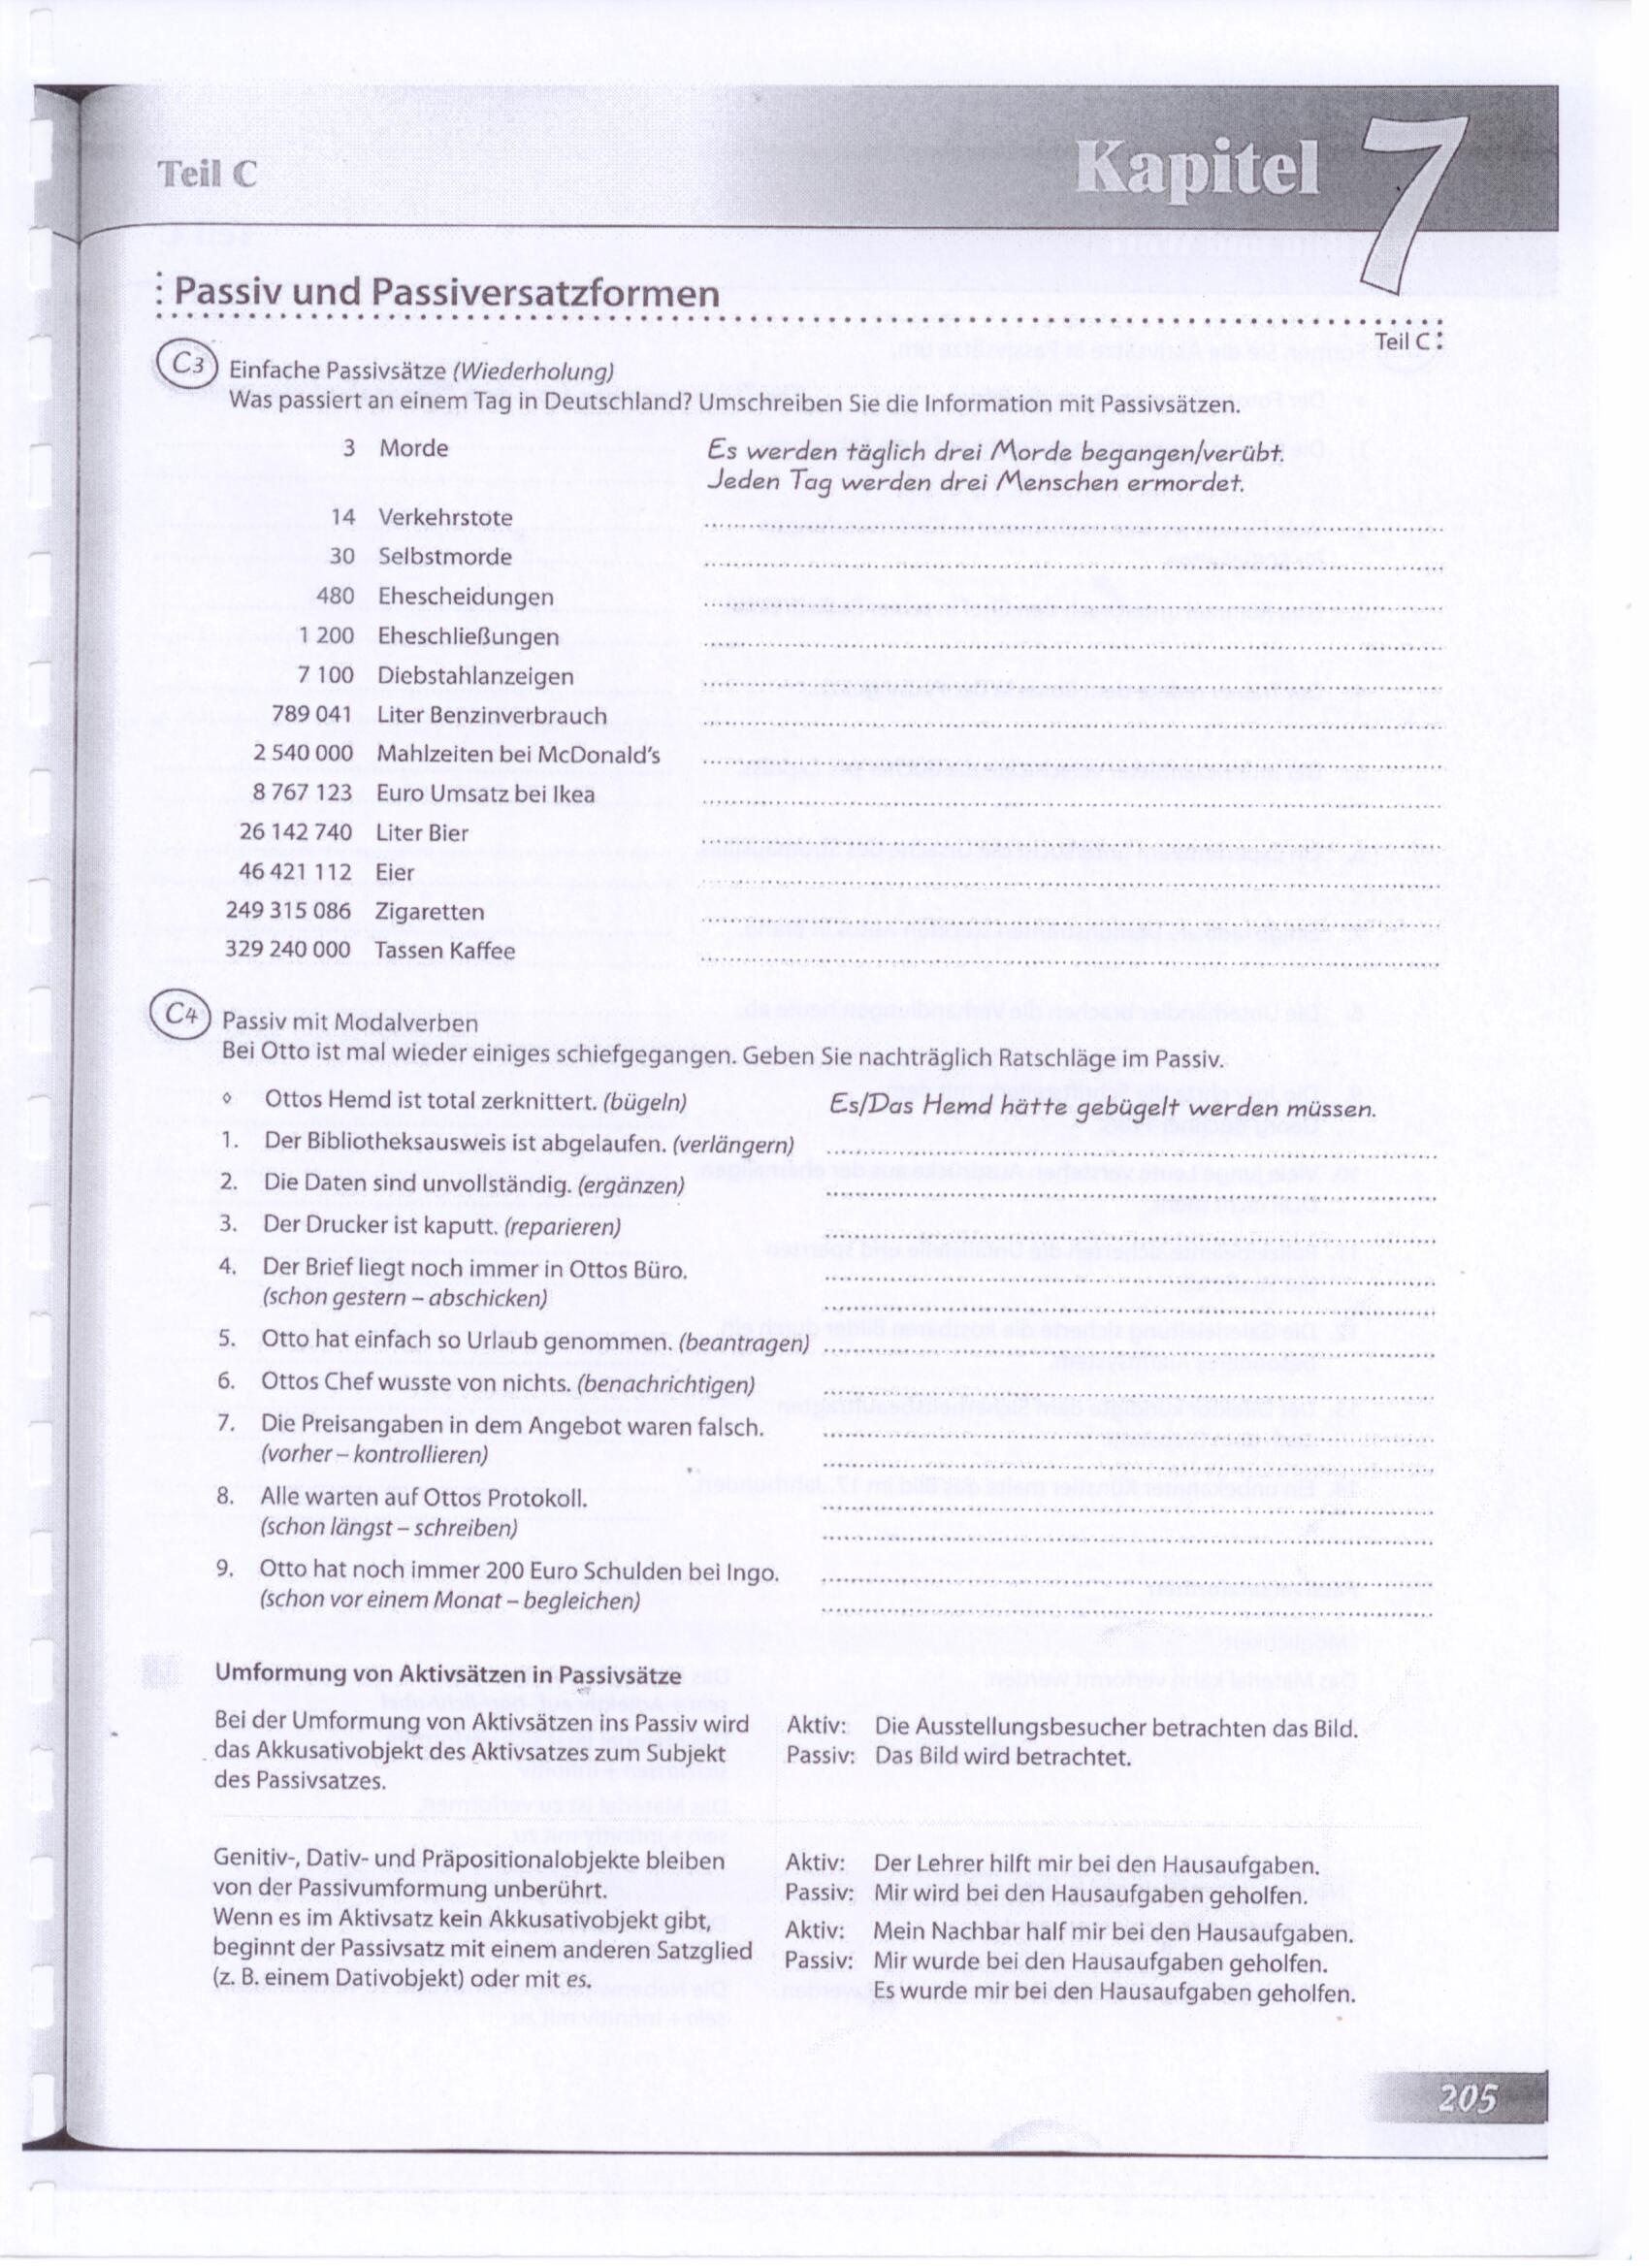 Teil C
Kapitel 7
Passiv und Passiversatzformen
Teil C
C3 Einfache Passivsätze (Wiederholung)
Was passiert an einem Tag in Deutschland? Umschreiben Sie die Information mit Passivsätzen.
3 Morde Es werden täglich drei Morde begangen/verübt.
Jeden Tag werden drei Menschen ermordet.
14 Verkehrstote
30 Selbstmorde
480 Ehescheidungen
1 200 Eheschließungen
7 100 Diebstahlanzeigen
789 041 Liter Benzinverbrauch
2 540 000 Mahlzeiten bei McDonald's
8 767 123 Euro Umsatz bei Ikea
26 142 740 Liter Bier
46 421 112 Eier
249 315 086 Zigaretten
329 240 000 Tassen Kaffee
C4 Passiv mit Modalverben
Bei Otto ist mal wieder einiges schiefgegangen. Geben Sie nachträglich Ratschläge im Passiv.
◊ Ottos Hemd ist total zerknittert. (bügeln) Es/Das Hemd hätte gebügelt werden müssen.
1. Der Bibliotheksausweis ist abgelaufen. (verlängern)
2. Die Daten sind unvollständig. (ergänzen)
3. Der Drucker ist kaputt. (reparieren)
4. Der Brief liegt noch immer in Ottos Büro.
(schon gestern – abschicken)
5. Otto hat einfach so Urlaub genommen. (beantragen)
6. Ottos Chef wusste von nichts. (benachrichtigen)
7. Die Preisangaben in dem Angebot waren falsch.
(vorher – kontrollieren)
8. Alle warten auf Ottos Protokoll.
(schon längst – schreiben)
9. Otto hat noch immer 200 Euro Schulden bei Ingo.
(schon vor einem Monat – begleichen)
Umformung von Aktivsätzen in Passivsätze
Bei der Umformung von Aktivsätzen ins Passiv wird
das Akkusativobjekt des Aktivsatzes zum Subjekt
des Passivsatzes.
Aktiv: Die Ausstellungsbesucher betrachten das Bild.
Passiv: Das Bild wird betrachtet.
Genitiv-, Dativ- und Präpositionalobjekte bleiben
von der Passivumformung unberührt.
Wenn es im Aktivsatz kein Akkusativobjekt gibt,
beginnt der Passivsatz mit einem anderen Satzglied
(z. B. einem Dativobjekt) oder mit es.
Aktiv: Der Lehrer hilft mir bei den Hausaufgaben.
Passiv: Mir wird bei den Hausaufgaben geholfen.
Aktiv: Mein Nachbar half mir bei den Hausaufgaben.
Passiv: Mir wurde bei den Hausaufgaben geholfen.
Es wurde mir bei den Hausaufgaben geholfen.
205